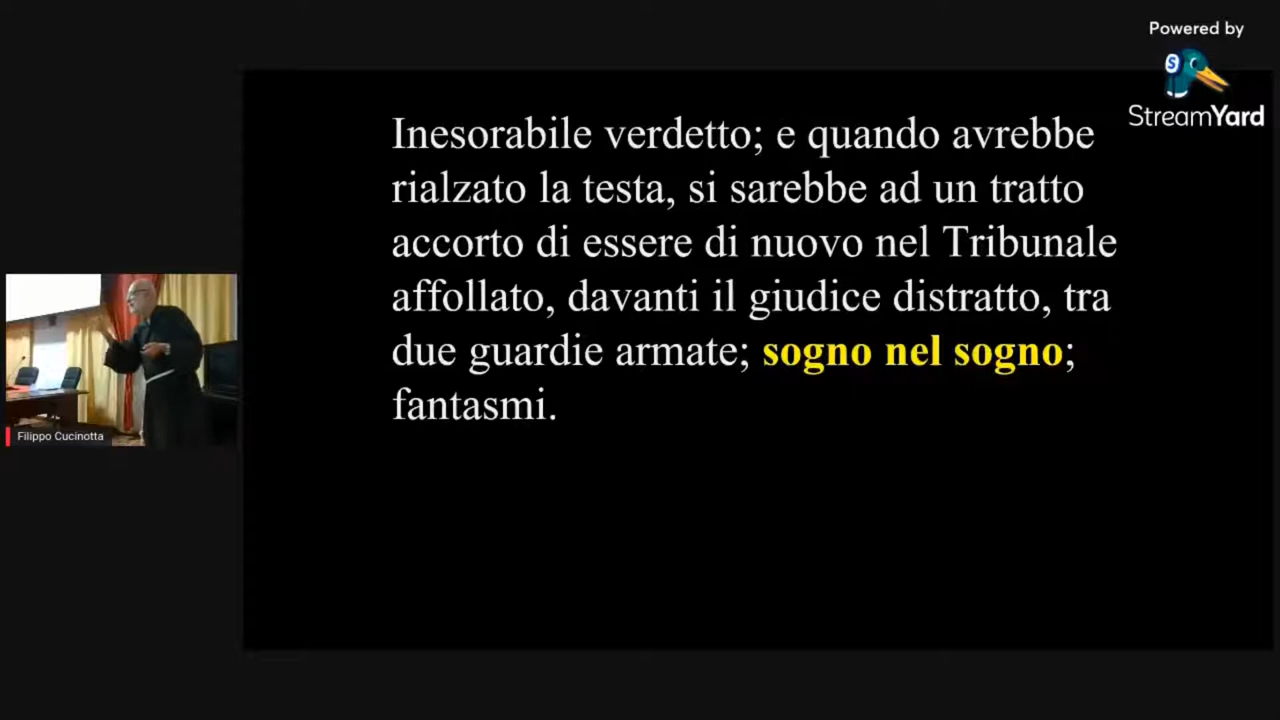 Powered by
StreamYard
Inesorabile verdetto; e quando avrebbe
rialzato la testa, si sarebbe ad un tratto
accorto di essere di nuovo nel Tribunale
affollato, davanti il giudice distratto, tra
due guardie armate; sogno nel sogno;
fantasmi.
Filippo Cucinotta